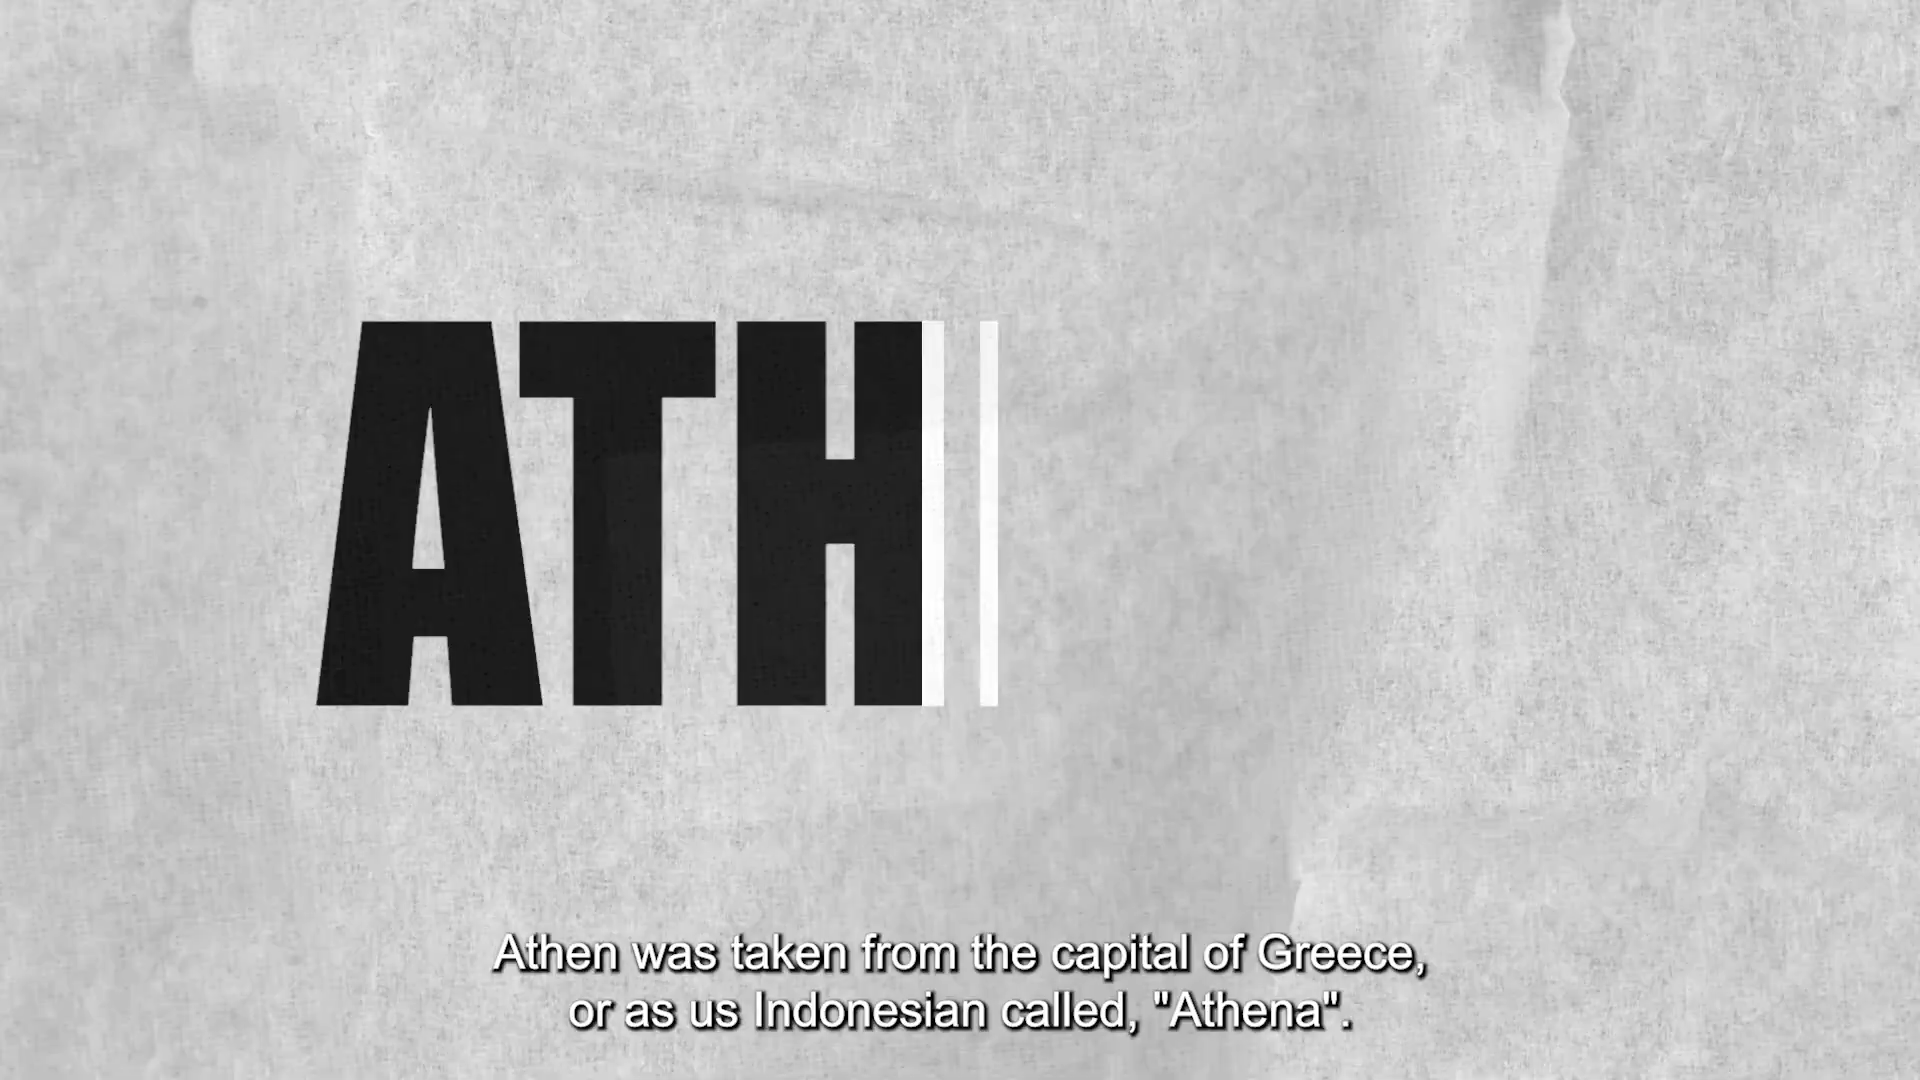 ATH
Athen was taken from the capital of Greece,
or as us Indonesian called, "Athena".